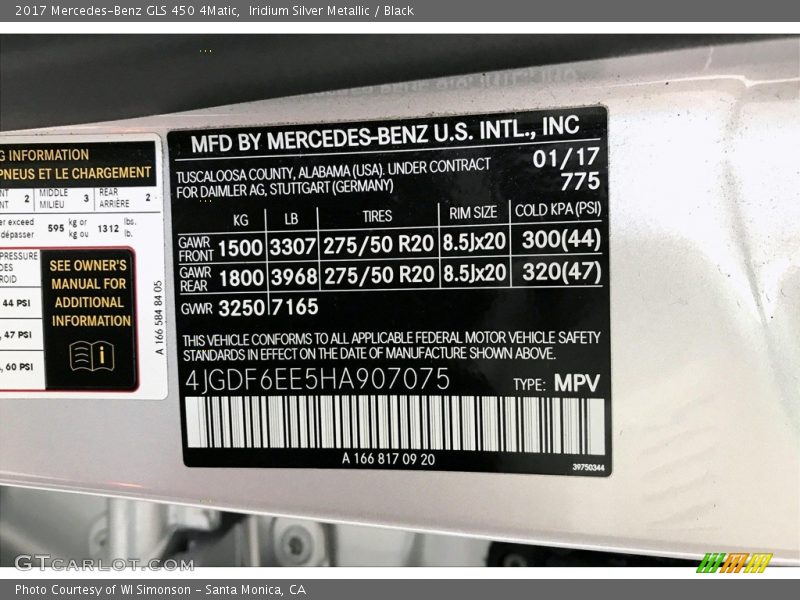 2017 Mercedes-Benz GLS 450 4Matic,  Iridium Silver Metallic / Black
G INFORMATION
PNEUS ET LE CHARGEMENT
NT 2 MIDDLE 3 REAR 2
NT MILIEU ARRIÈRE
er exceed 595 kg or 1312 lbs.
dépasser kg ou lb.
PRESSURE
DES
ROID
44 PSI
, 47 PSI
, 60 PSI
SEE OWNER'S
MANUAL FOR
ADDITIONAL
INFORMATION
i
A 166 584 84 05
MFD BY MERCEDES-BENZ U.S. INTL., INC
TUSCALOOSA COUNTY, ALABAMA (USA). UNDER CONTRACT
FOR DAIMLER AG, STUTTGART (GERMANY)
01/17
775
KG LB TIRES RIM SIZE COLD KPA(PSI)
GAWR FRONT 1500 3307 275/50 R20 8.5Jx20 300(44)
GAWR REAR 1800 3968 275/50 R20 8.5Jx20 320(47)
GVWR 3250 7165
THIS VEHICLE CONFORMS TO ALL APPLICABLE FEDERAL MOTOR VEHICLE SAFETY
STANDARDS IN EFFECT ON THE DATE OF MANUFACTURE SHOWN ABOVE.
4JGDF6EE5HA907075 TYPE: MPV
A 166 817 09 20
39750344
GTCarlot.com
Photo Courtesy of WI Simonson - Santa Monica, CA